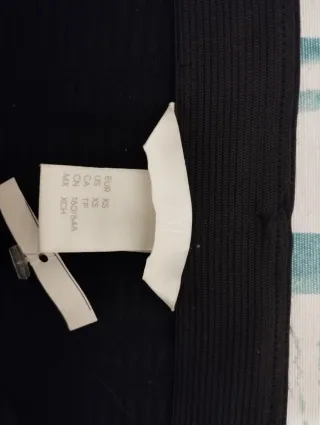 EUR XS
US XS
CA TP
CN 160/84A
MX XCH